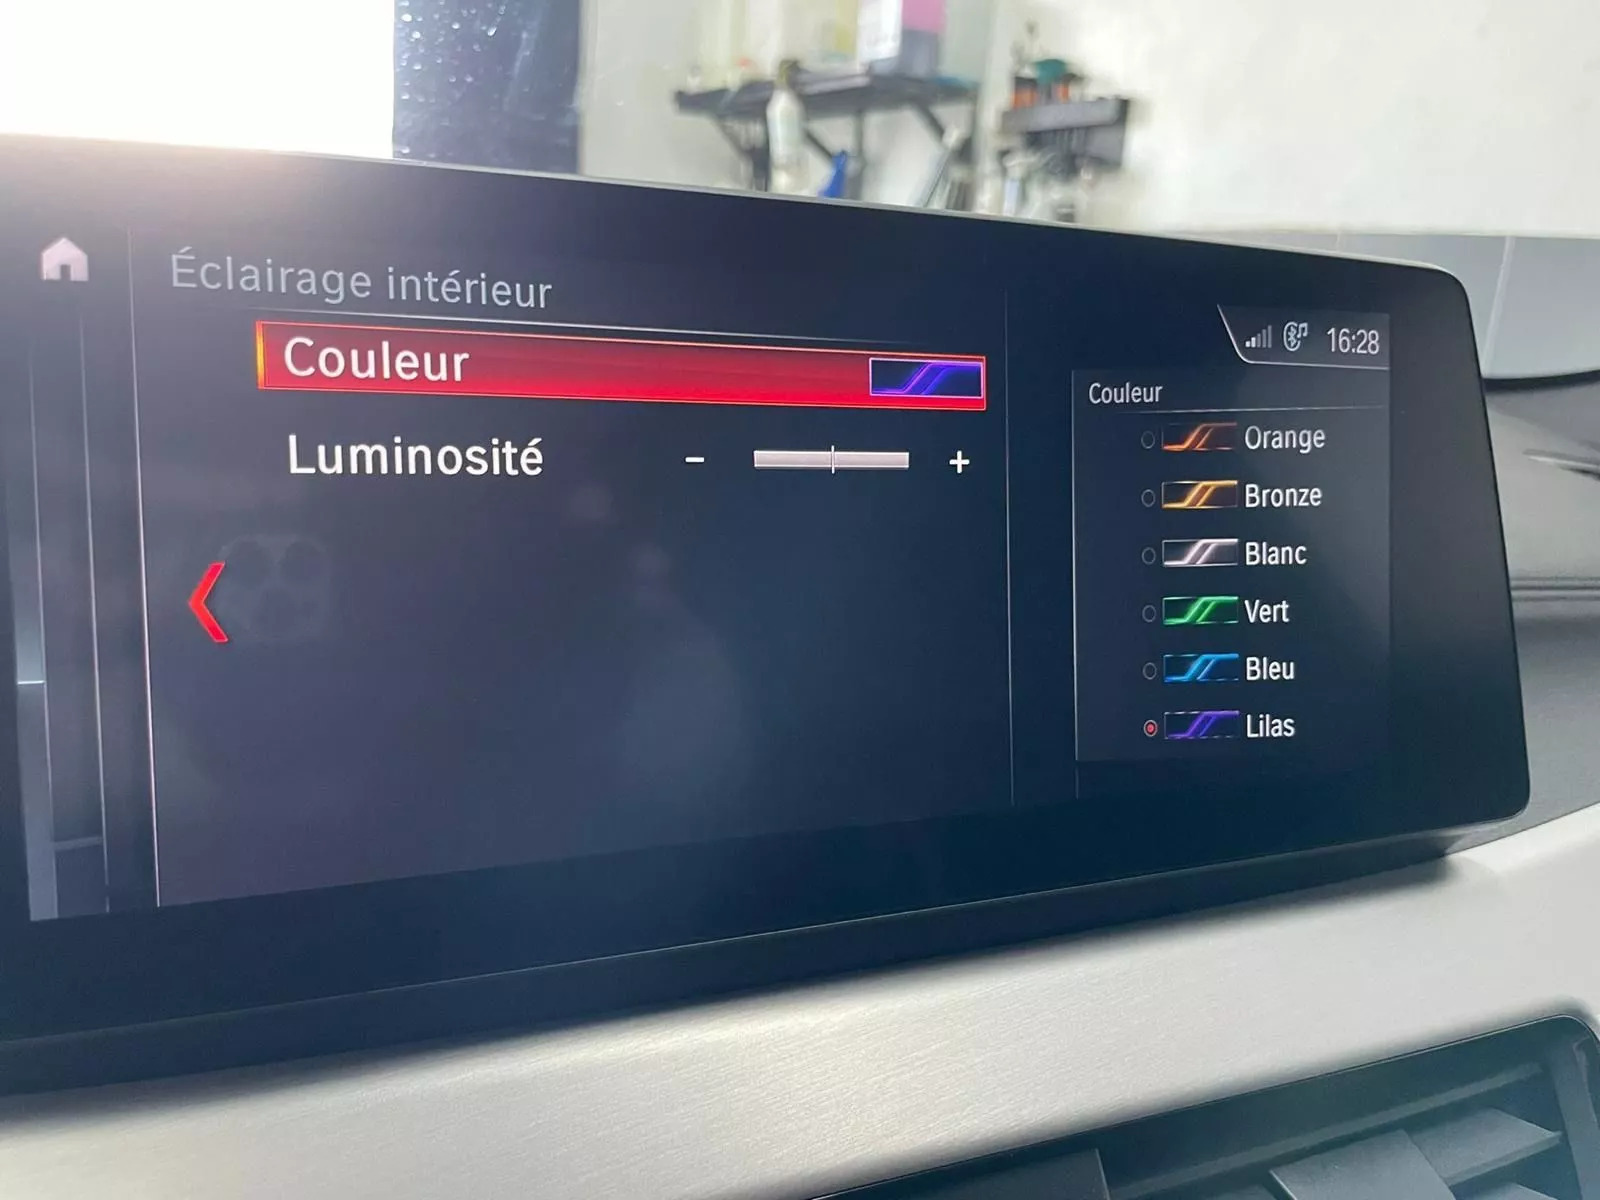 Éclairage intérieur
Couleur
Luminosité - +
16:28
Couleur
Orange
Bronze
Blanc
Vert
Bleu
Lilas